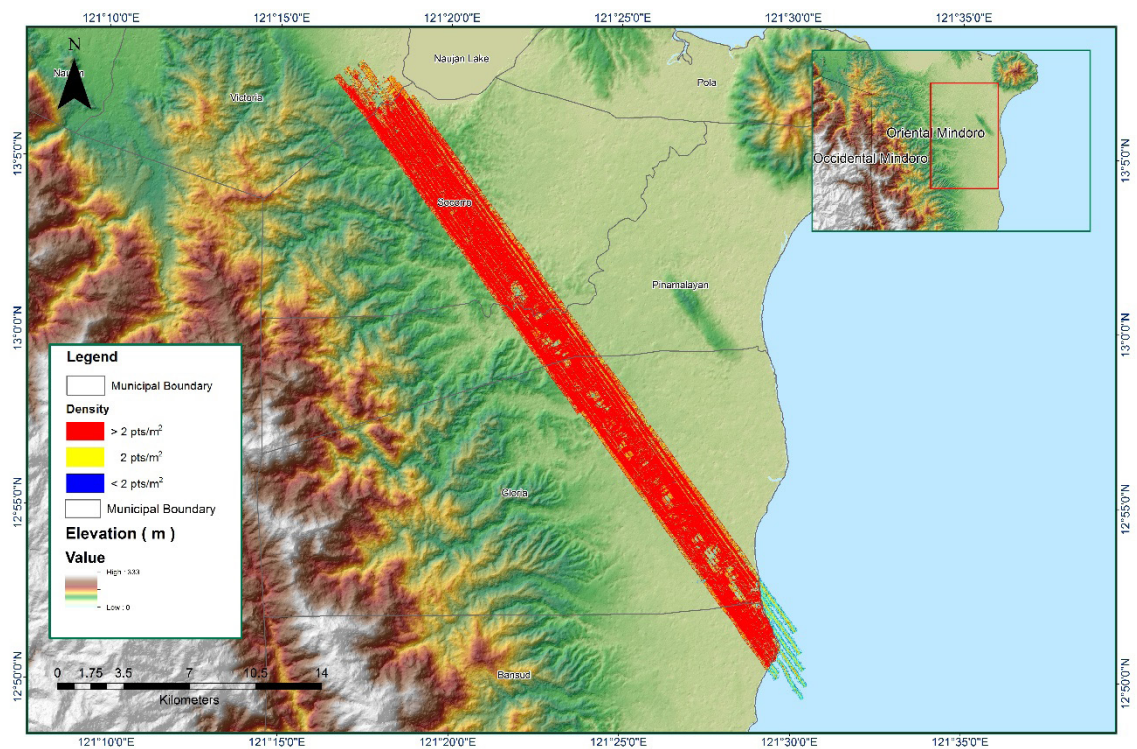 121°10'0"E 121°15'0"E 121°20'0"E 121°25'0"E 121°30'0"E 121°35'0"E
N
Naujan Lake
Naujan
Victoria
Pola
Oriental Mindoro
Occidental Mindoro
13°5'0"N 13°5'0"N
Socorro
Pinamalayan
13°0'0"N 13°0'0"N
Legend
Municipal Boundary
Density
> 2 pts/m²
2 pts/m²
< 2 pts/m²
Municipal Boundary
Elevation ( m )
Value
High : 333
Low : 0
Gloria
12°55'0"N 12°55'0"N
0 1.75 3.5 7 10.5 14
Kilometers
Bansud
12°50'0"N 12°50'0"N
121°10'0"E 121°15'0"E 121°20'0"E 121°25'0"E 121°30'0"E 121°35'0"E